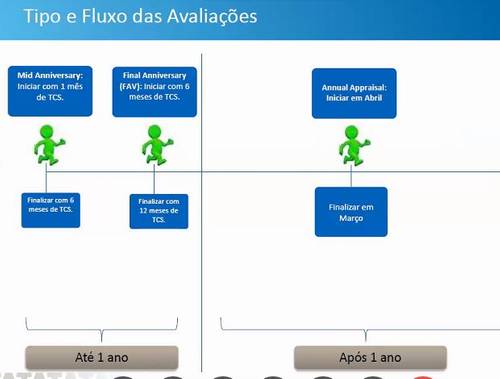 Tipo e Fluxo das Avaliações
Mid Anniversary:
Iniciar com 1 mês
de TCS.
Final Anniversary
(FAV): Iniciar com 6
meses de TCS.
Annual Appraisal:
Iniciar em Abril
Finalizar com 6
meses de TCS.
Finalizar com
12 meses de
TCS.
Finalizar em
Março
Até 1 ano
Após 1 ano